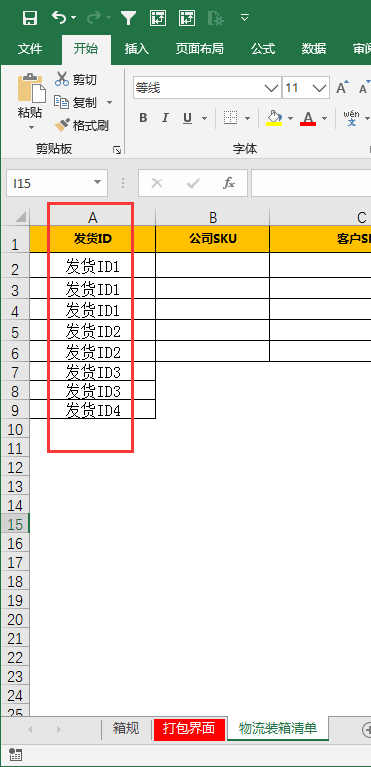 文件 开始 插入 页面布局 公式 数据 审阅
剪切
复制
粘贴
格式刷
等线 11 A A
B I U A wén
剪贴板 字体
I15 fx
A B C
1 发货ID 公司SKU
2 发货ID1
3 发货ID1
4 发货ID1
5 发货ID2
6 发货ID2
7 发货ID3
8 发货ID3
9 发货ID4
10
11
12
13
14
15
16
17
18
19
20
21
22
23
24
25
箱规 打包界面 物流装箱清单